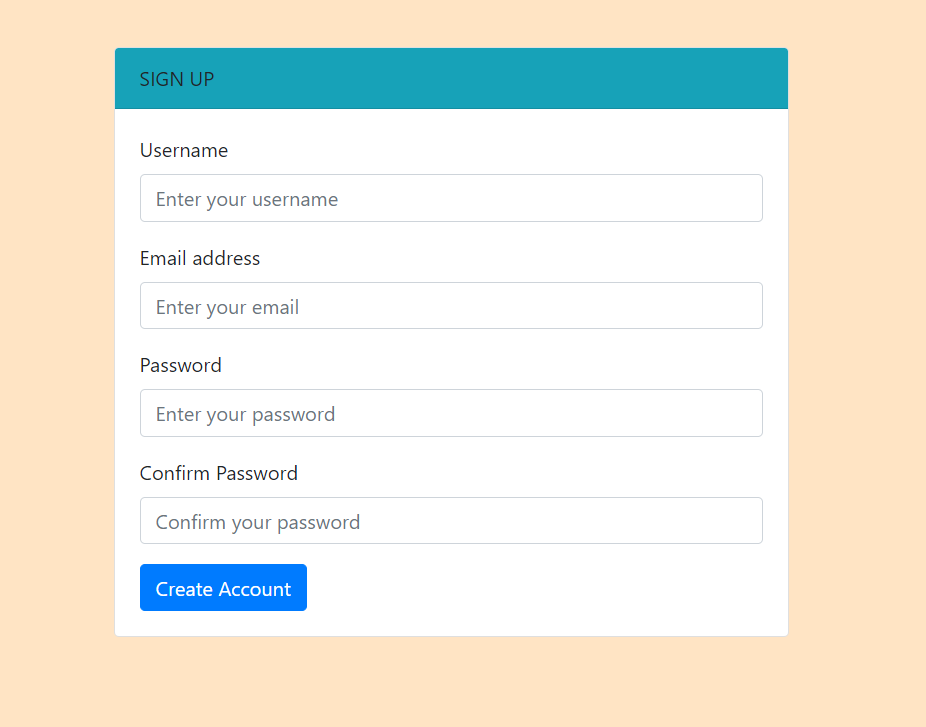 SIGN UP
Username
Enter your username
Email address
Enter your email
Password
Enter your password
Confirm Password
Confirm your password
Create Account